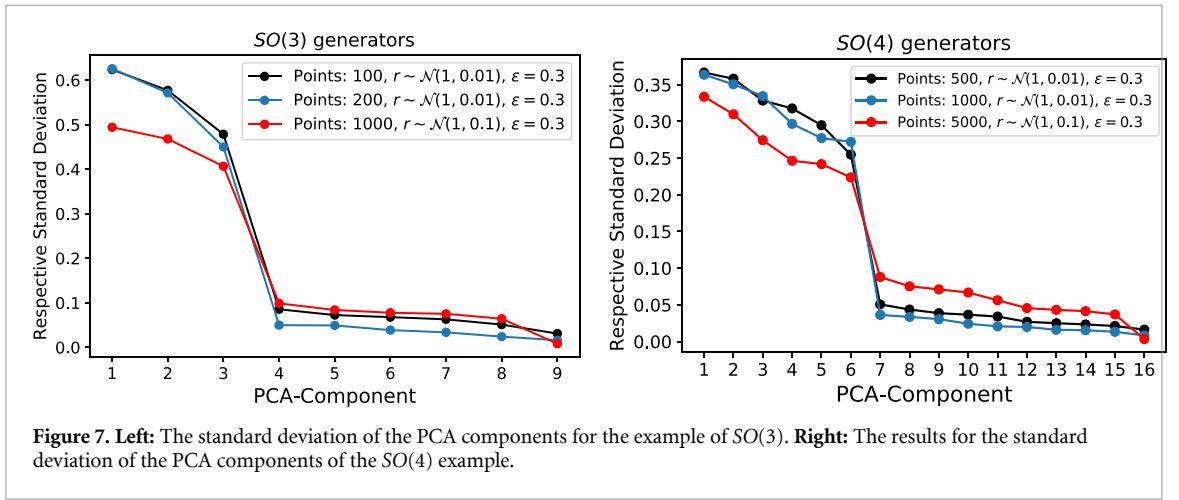 SO(3) generators
Respective Standard Deviation
0.6
0.5
0.4
0.3
0.2
0.1
0.0
Points: 100, r ~ 𝒩(1, 0.01), ε = 0.3
Points: 200, r ~ 𝒩(1, 0.01), ε = 0.3
Points: 1000, r ~ 𝒩(1, 0.1), ε = 0.3
1 2 3 4 5 6 7 8 9
PCA-Component
SO(4) generators
Respective Standard Deviation
0.35
0.30
0.25
0.20
0.15
0.10
0.05
0.00
Points: 500, r ~ 𝒩(1, 0.01), ε = 0.3
Points: 1000, r ~ 𝒩(1, 0.01), ε = 0.3
Points: 5000, r ~ 𝒩(1, 0.1), ε = 0.3
1 2 3 4 5 6 7 8 9 10 11 12 13 14 15 16
PCA-Component
Figure 7. Left: The standard deviation of the PCA components for the example of SO(3). Right: The results for the standard
deviation of the PCA components of the SO(4) example.